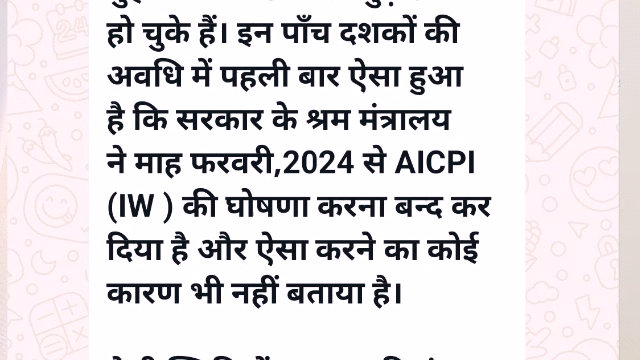 हो चुके हैं। इन पाँच दशकों की
अवधि में पहली बार ऐसा हुआ
है कि सरकार के श्रम मंत्रालय
ने माह फरवरी,2024 से AICPI
(IW ) की घोषणा करना बन्द कर
दिया है और ऐसा करने का कोई
कारण भी नहीं बताया है।